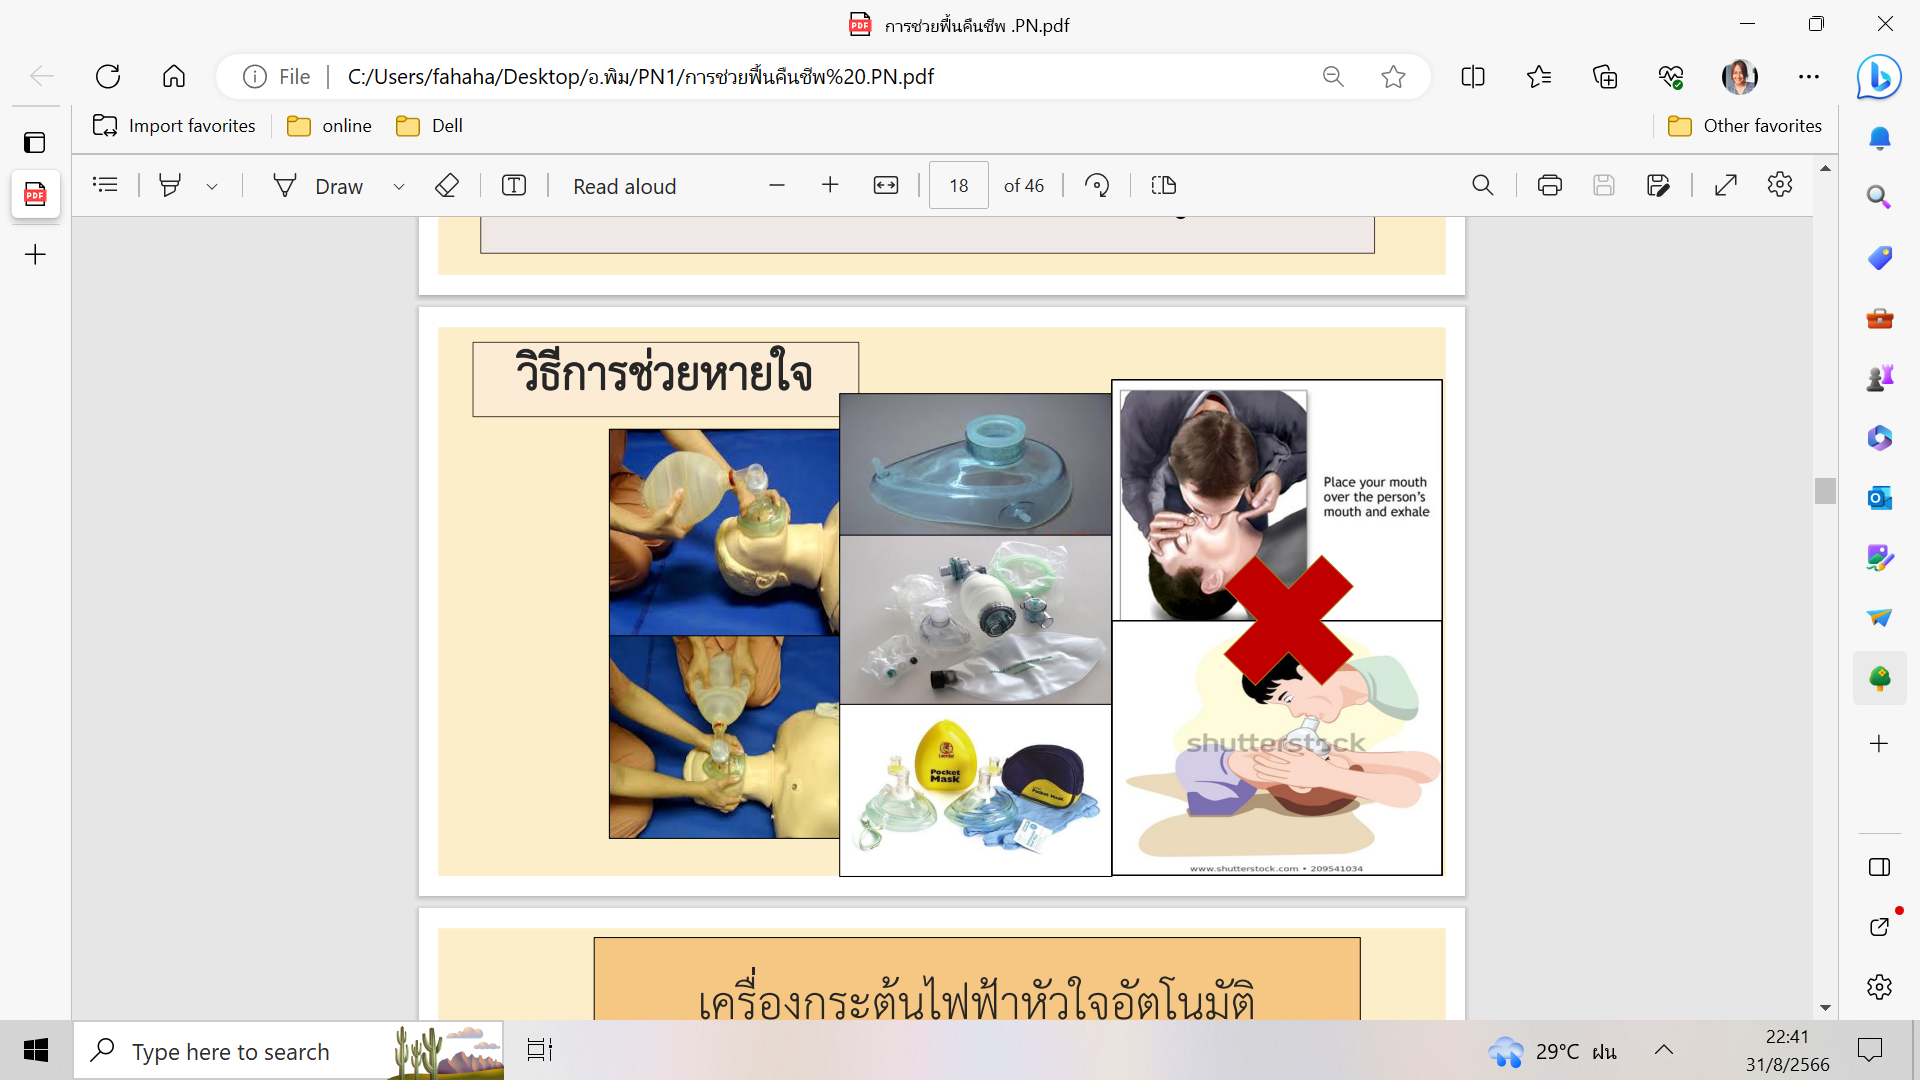 การช่วยฟื้นคืนชีพ .PN.pdf
File
C:/Users/fahaha/Desktop/อ.พิม/PN1/การช่วยฟื้นคืนชีพ%20.PN.pdf
Import favorites
online
Dell
Other favorites
Draw
Read aloud
18
of 46
วิธีการช่วยหายใจ
Place your mouth
over the person's
mouth and exhale
Pocket
Mask
shutterstock
www.shutterstock.com • 209541034
เครื่องกระตุ้นไฟฟ้าหัวใจอัตโนมัติ
Type here to search
29°C ฝน
22:41
31/8/2566